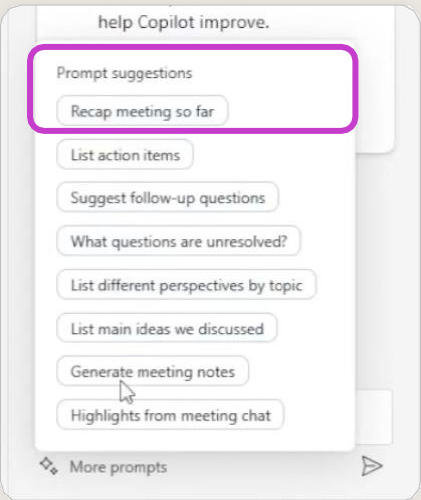 help Copilot improve.
Prompt suggestions
Recap meeting so far
List action items
Suggest follow-up questions
What questions are unresolved?
List different perspectives by topic
List main ideas we discussed
Generate meeting notes
Highlights from meeting chat
More prompts